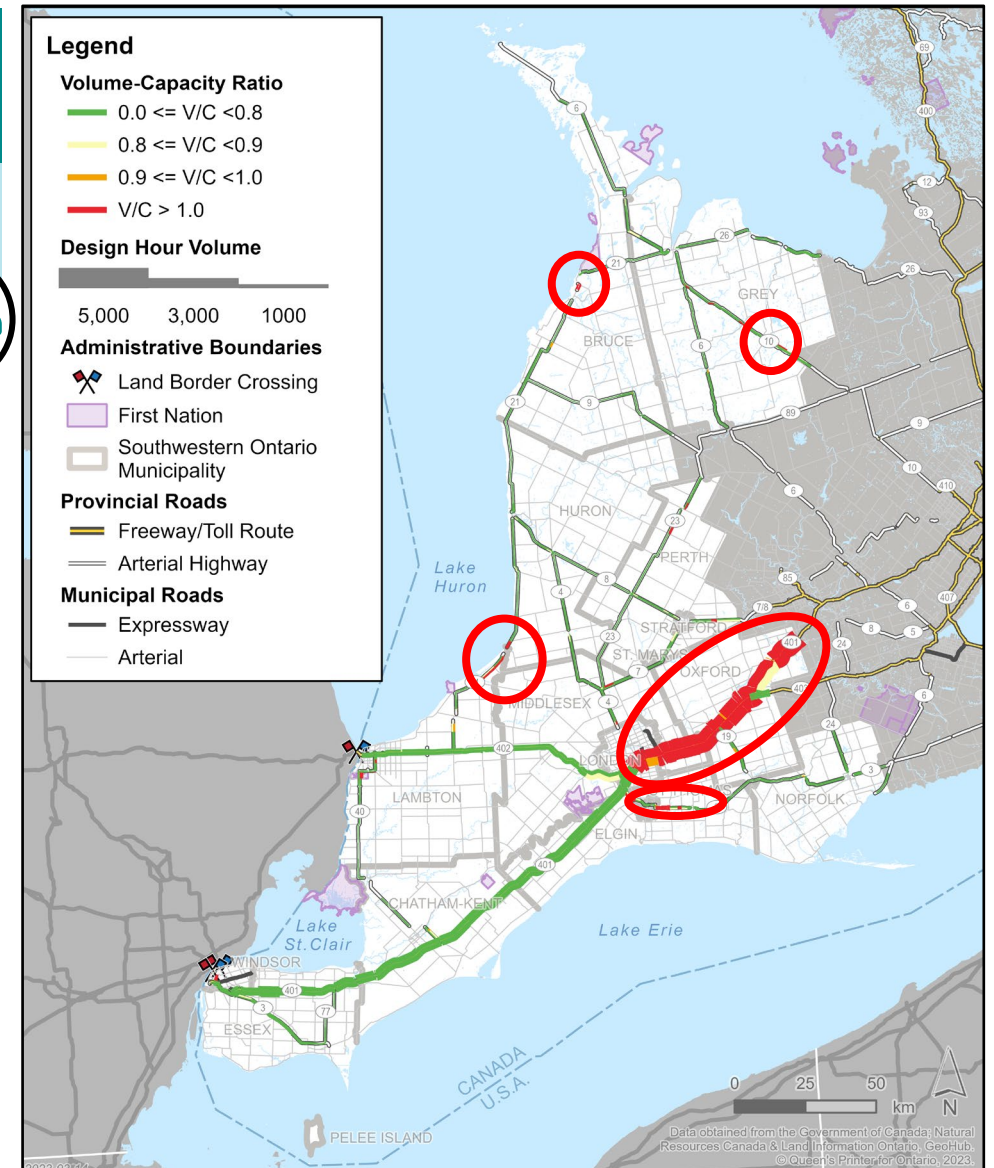 Legend
Volume-Capacity Ratio
0.0 <= V/C <0.8
0.8 <= V/C <0.9
0.9 <= V/C <1.0
V/C > 1.0
Design Hour Volume
5,000 3,000 1000
Administrative Boundaries
Land Border Crossing
First Nation
Southwestern Ontario
Municipality
Provincial Roads
Freeway/Toll Route
Arterial Highway
Municipal Roads
Expressway
Arterial
69
400
6
12
93
26
21
26
GREY
BRUCE
10
6
21
9
89
9
10
410
6
HURON
23
PERTH
Lake
Huron
8
4
85
407
7/8
6
STRATFORD
8
5
23
401
24
ST. MARYS
OXFORD
7
6
MIDDLESEX
4
24
19
402
LONDON
3
LAMBTON
NORFOLK
40
ELGIN
401
CHATHAM-KENT
Lake
St.Clair
Lake Erie
WINDSOR
401
3
77
ESSEX
CANADA
U.S.A.
0 25 50
km
N
PELEE ISLAND
Data obtained from the Government of Canada; Natural
Resources Canada & Land Information Ontario, GeoHub.
© Queen's Printer for Ontario, 2023.